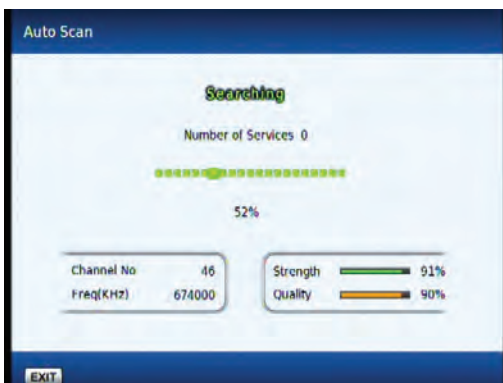 Auto Scan
Searching
Number of Services 0
52%
Channel No 46
Freq(KHz) 674000
Strength 91%
Quality 90%
EXIT